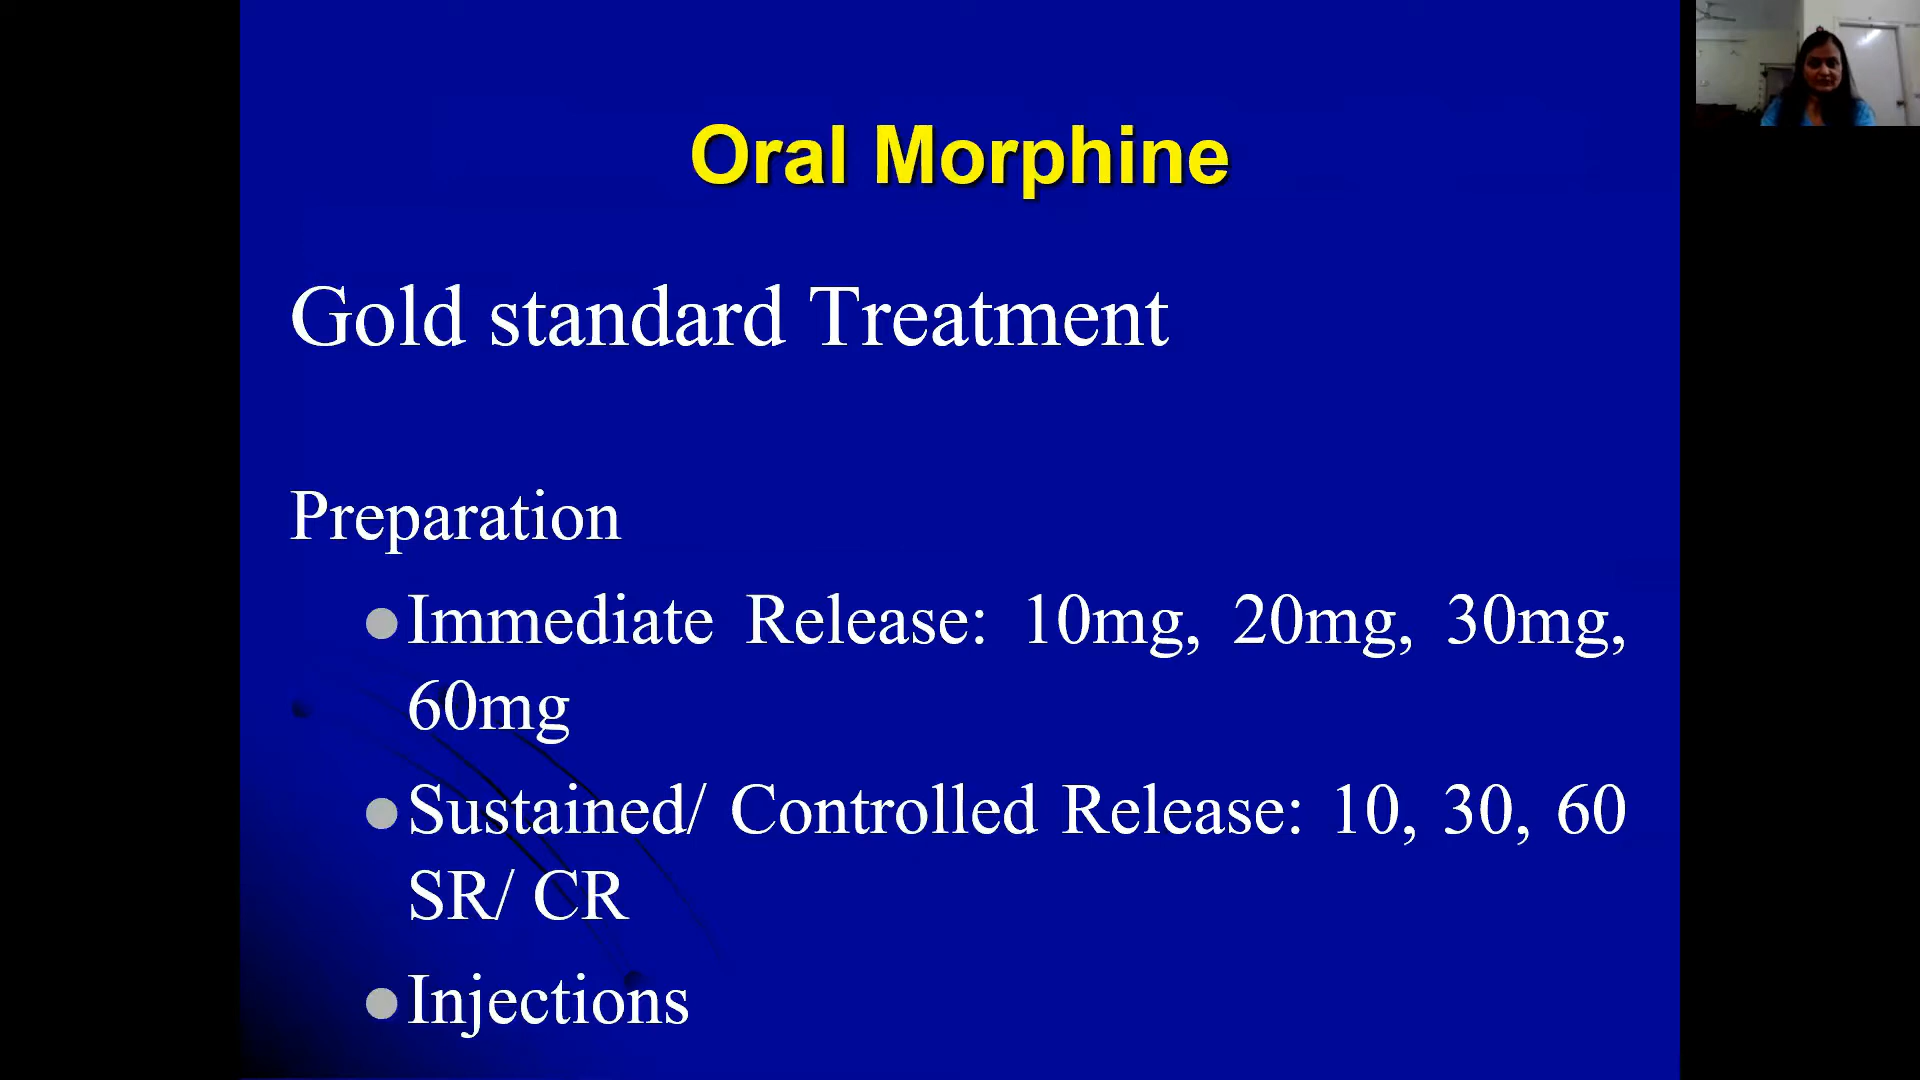 Oral Morphine
Gold standard Treatment
Preparation
Immediate Release: 10mg, 20mg, 30mg,
60mg
Sustained/ Controlled Release: 10, 30, 60
SR/ CR
Injections